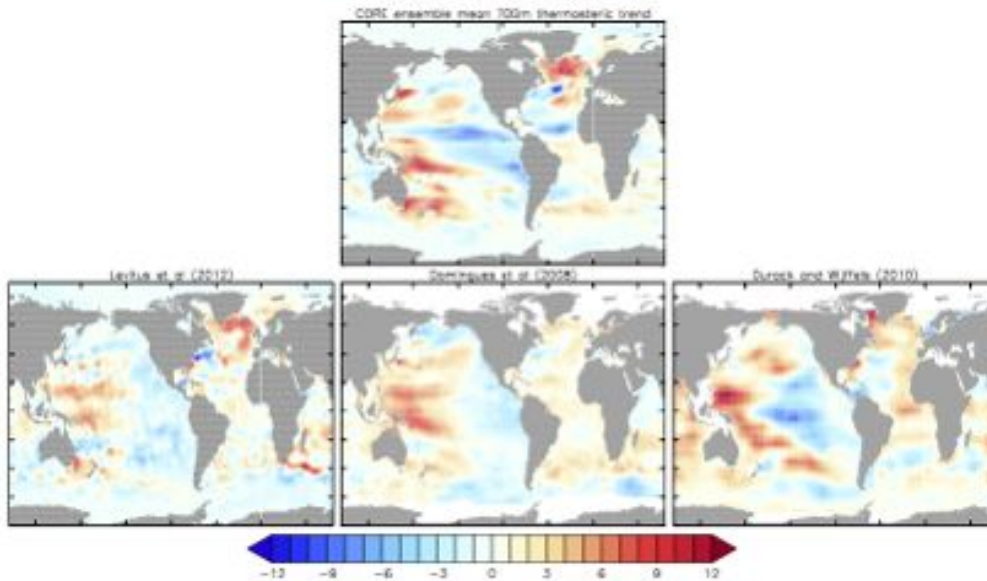 CORE ensemble mean 700m thermosteric trend
Levitus et al (2012)
Domingues et al (2008)
Durack and Wijffels (2010)
-12 -9 -6 -3 0 3 6 9 12